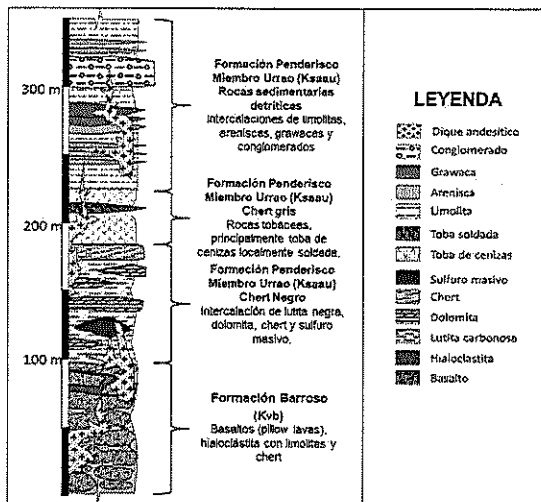 300 m
200 m
100 m
Formación Penderisco
Miembro Urrao (Ksaau)
Rocas sedimentarias
detríticas
Intercalaciones de limolitas,
areniscas, grawacas y
conglomerados
Formación Penderisco
Miembro Urrao (Ksaau)
Chert gris
Rocas tobáceas,
principalmente toba de
cenizas localmente soldada.
Formación Penderisco
Miembro Urrao (Ksaau)
Chert Negro
Intercalación de lutita negra,
dolomita, chert y sulfuro
masivo.
Formación Barroso
(Kvb)
Basaltos (pillow lavas),
hialoclástita con limolitas y
chert
LEYENDA
Dique andesítico
Conglomerado
Grawaca
Arenisca
Limolita
Toba soldada
Toba de cenizas
Sulfuro masivo
Chert
Dolomita
Lutita carbonosa
Hialoclastita
Basalto